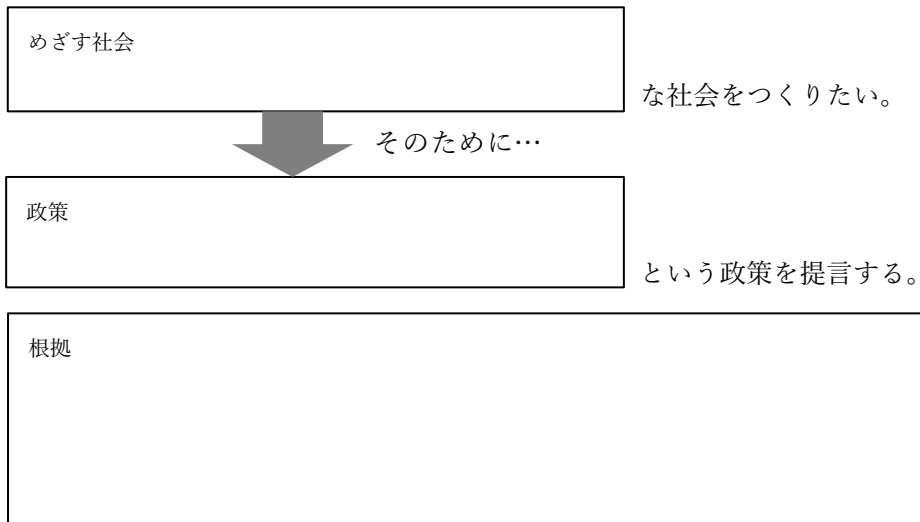 めざす社会
な社会をつくりたい。
そのために…
政策
という政策を提言する。
根拠